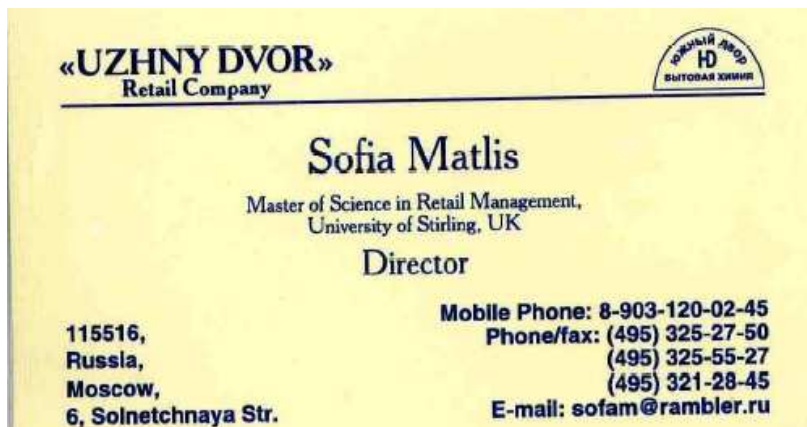 «UZHNY DVOR»
Retail Company
ЮЖНЫЙ ДВОР
Ю
БЫТОВАЯ ХИМИЯ
Sofia Matlis
Master of Science in Retail Management,
University of Stirling, UK
Director
115516,
Russia,
Moscow,
6, Solnetchnaya Str.
Mobile Phone: 8-903-120-02-45
Phone/fax: (495) 325-27-50
(495) 325-55-27
(495) 321-28-45
E-mail: sofam@rambler.ru